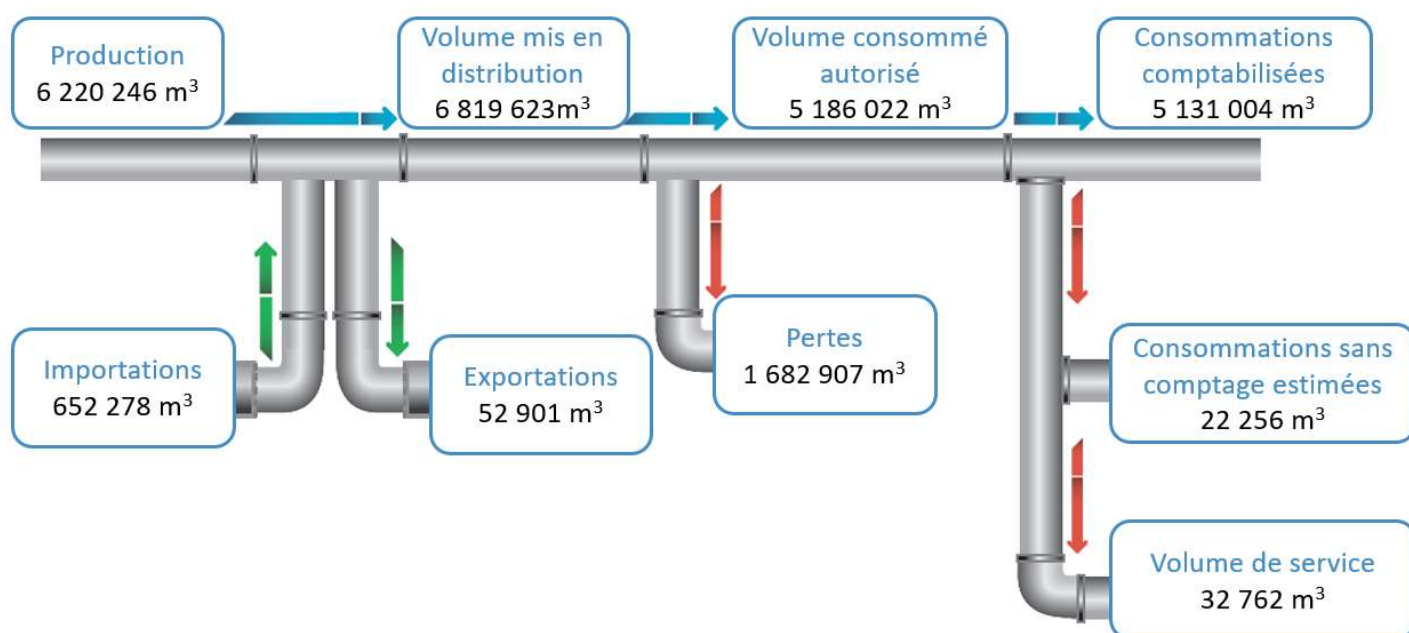 Production
6 220 246 m³
Volume mis en
distribution
6 819 623m³
Volume consommé
autorisé
5 186 022 m³
Consommations
comptabilisées
5 131 004 m³
Importations
652 278 m³
Exportations
52 901 m³
Pertes
1 682 907 m³
Consommations sans
comptage estimées
22 256 m³
Volume de service
32 762 m³